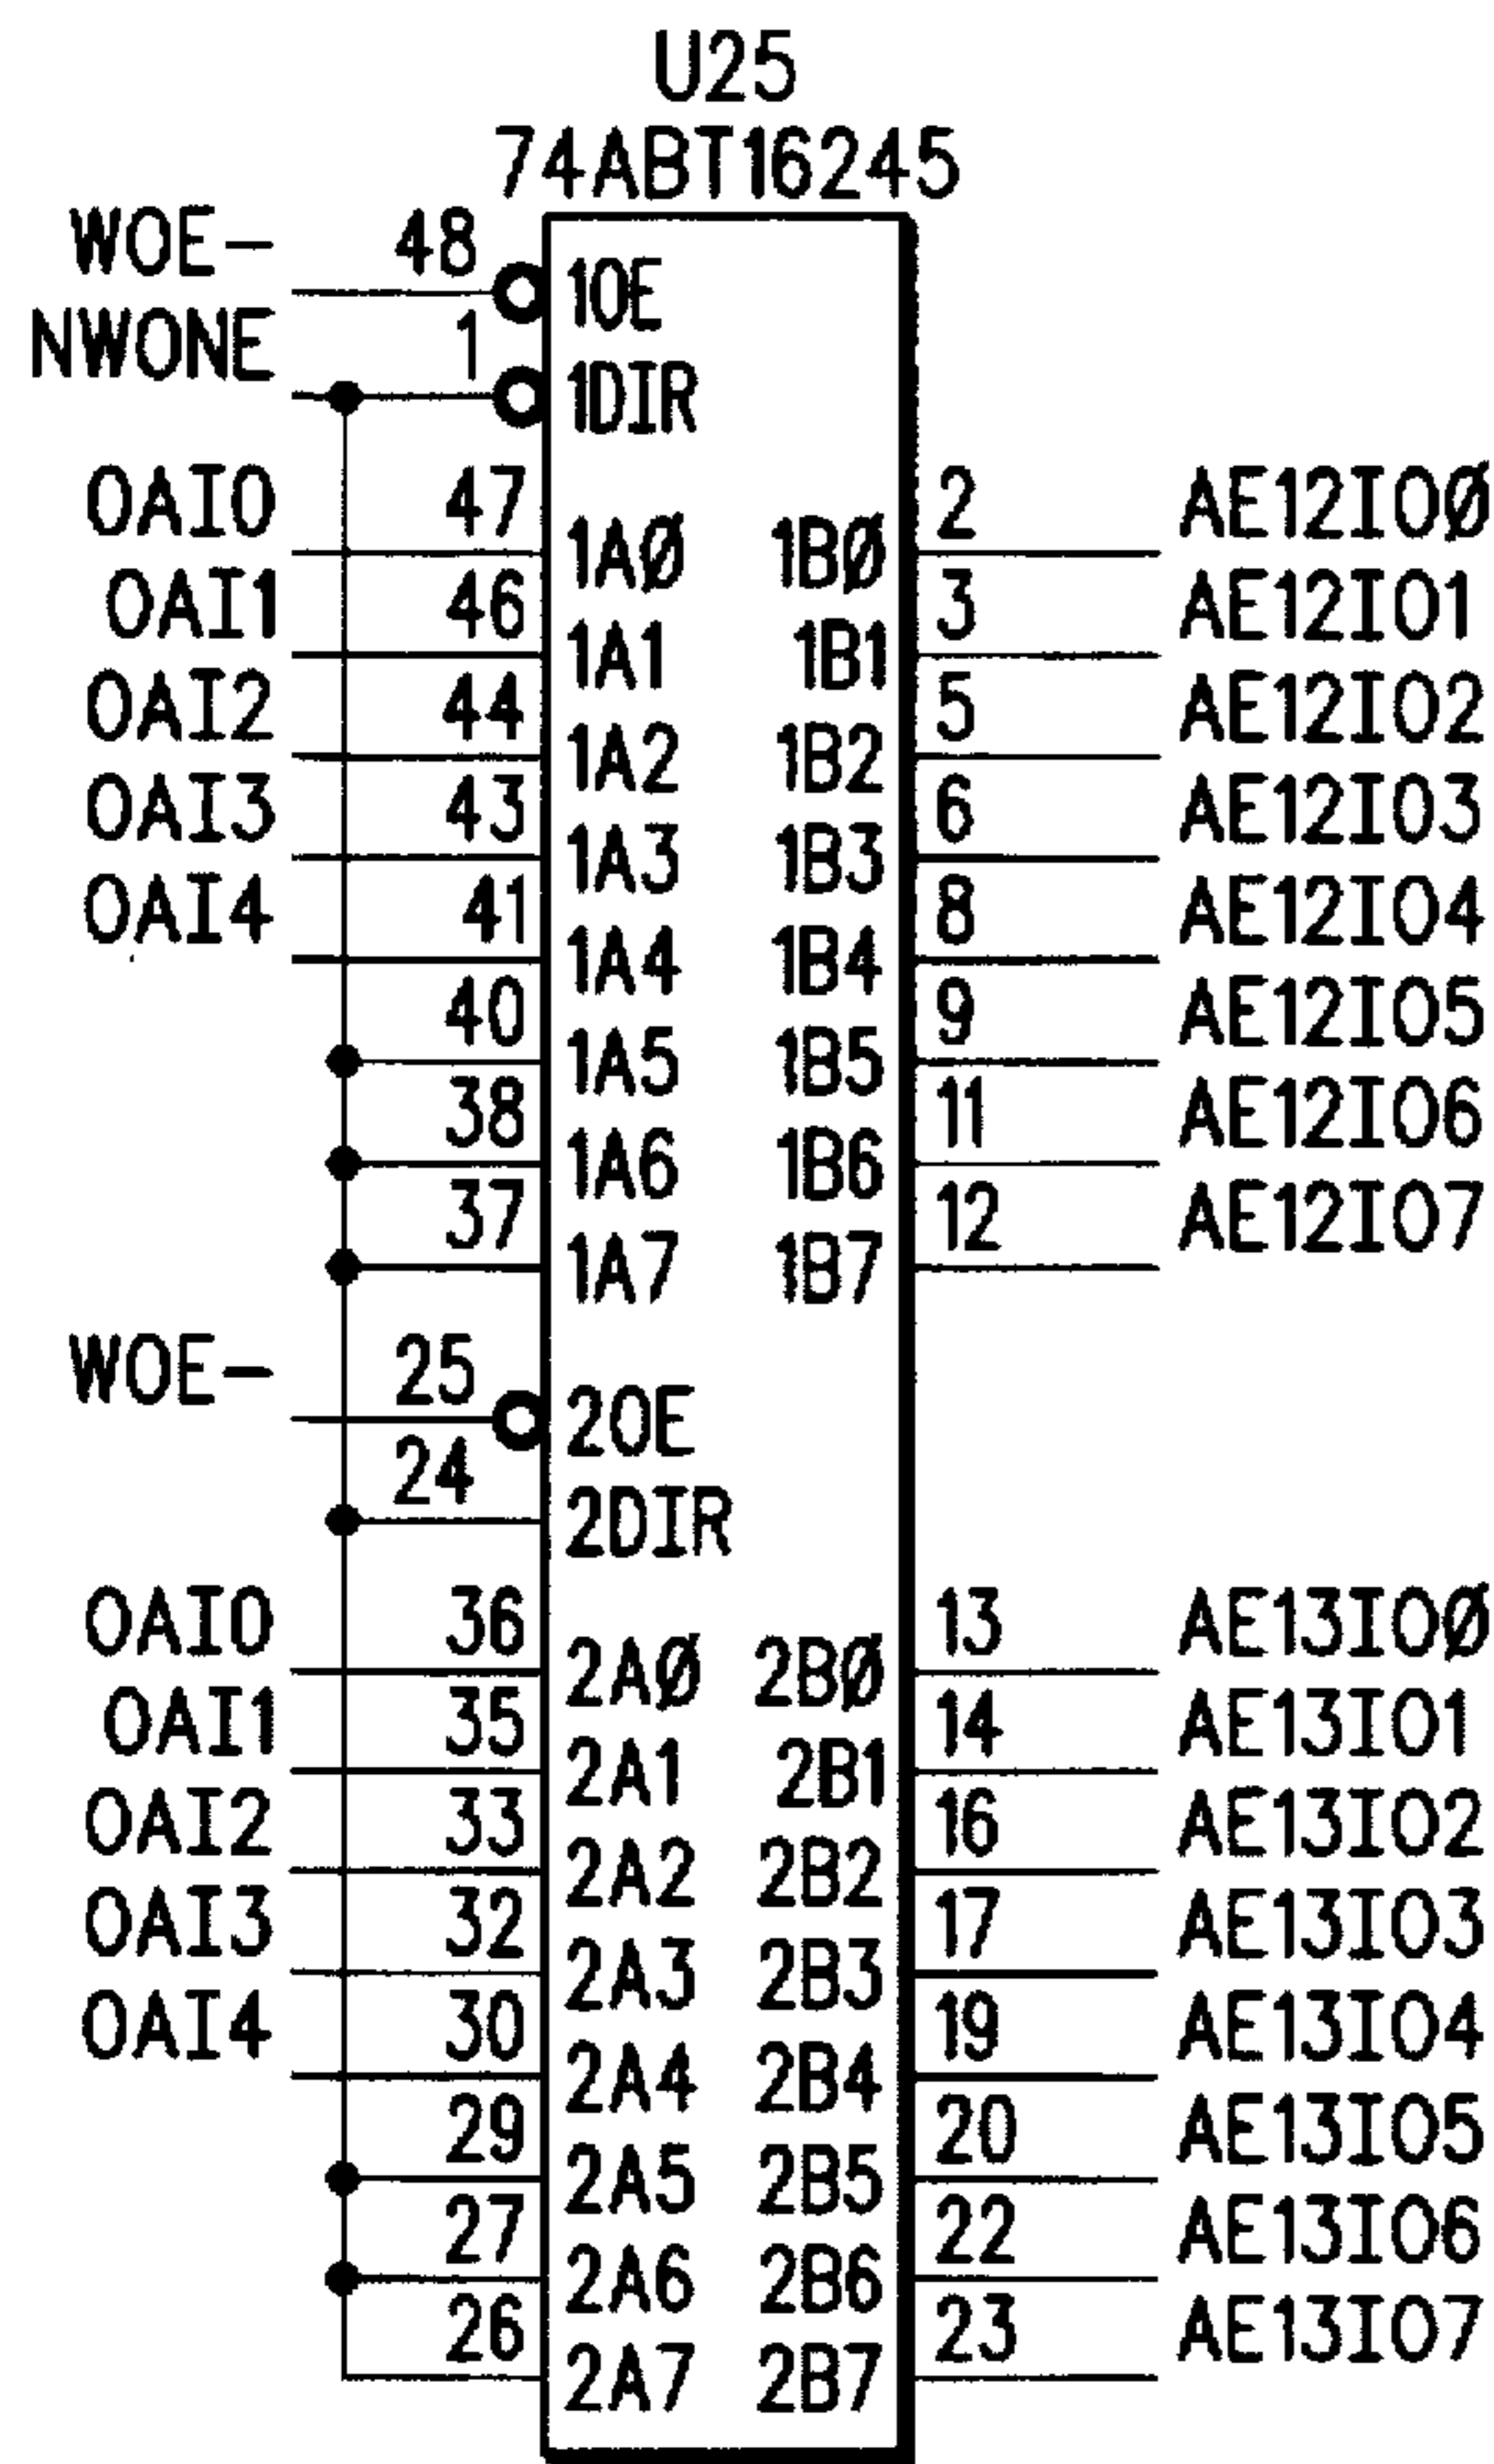 U25
74ABT16245
WOE- 48 1OE
NWONE 1 1DIR
OAI0 47 1AØ 1BØ 2 AE12IOØ
OAI1 46 1A1 1B1 3 AE12IO1
OAI2 44 1A2 1B2 5 AE12IO2
OAI3 43 1A3 1B3 6 AE12IO3
OAI4 41 1A4 1B4 8 AE12IO4
40 1A5 1B5 9 AE12IO5
38 1A6 1B6 11 AE12IO6
37 1A7 1B7 12 AE12IO7
WOE- 25 2OE
24 2DIR
OAI0 36 2AØ 2BØ 13 AE13IOØ
OAI1 35 2A1 2B1 14 AE13IO1
OAI2 33 2A2 2B2 16 AE13IO2
OAI3 32 2A3 2B3 17 AE13IO3
OAI4 30 2A4 2B4 19 AE13IO4
29 2A5 2B5 20 AE13IO5
27 2A6 2B6 22 AE13IO6
26 2A7 2B7 23 AE13IO7